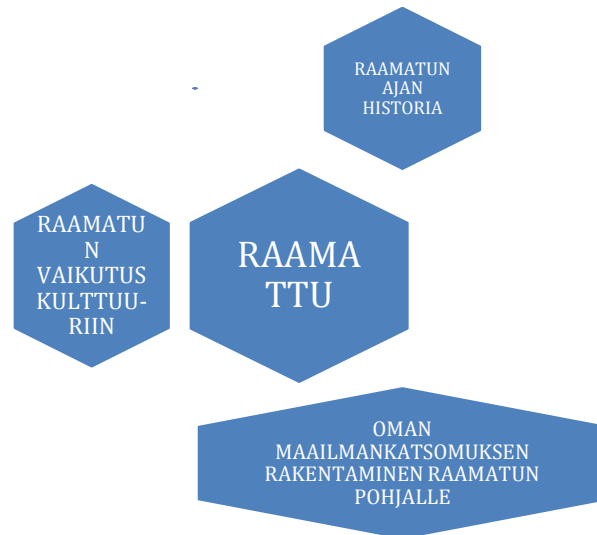 RAAMATUN
AJAN
HISTORIA
RAAMATU
N
VAIKUTUS
KULTTUU-
RIIN
RAAMA
TTU
OMAN
MAAILMANKATSOMUKSEN
RAKENTAMINEN RAAMATUN
POHJALLE